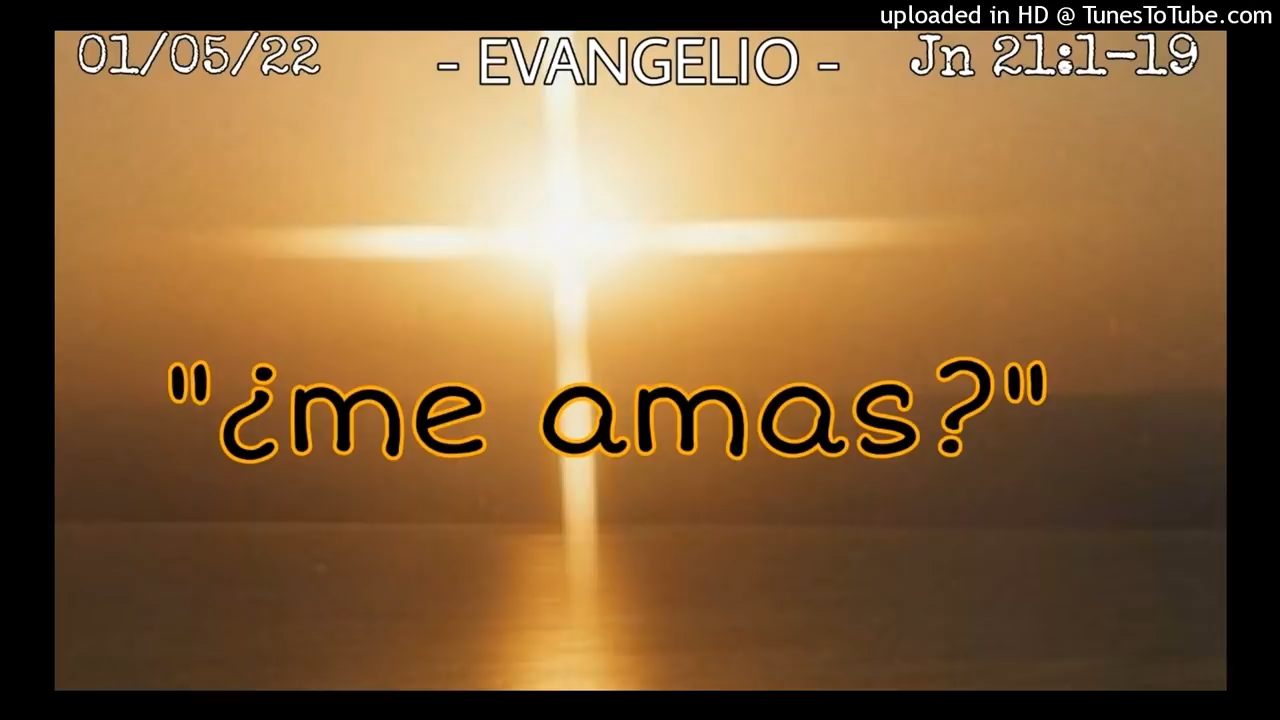 uploaded in HD @ TunesToTube.com
01/05/22 - EVANGELIO - Jn 21:1-19
"¿me amas?"